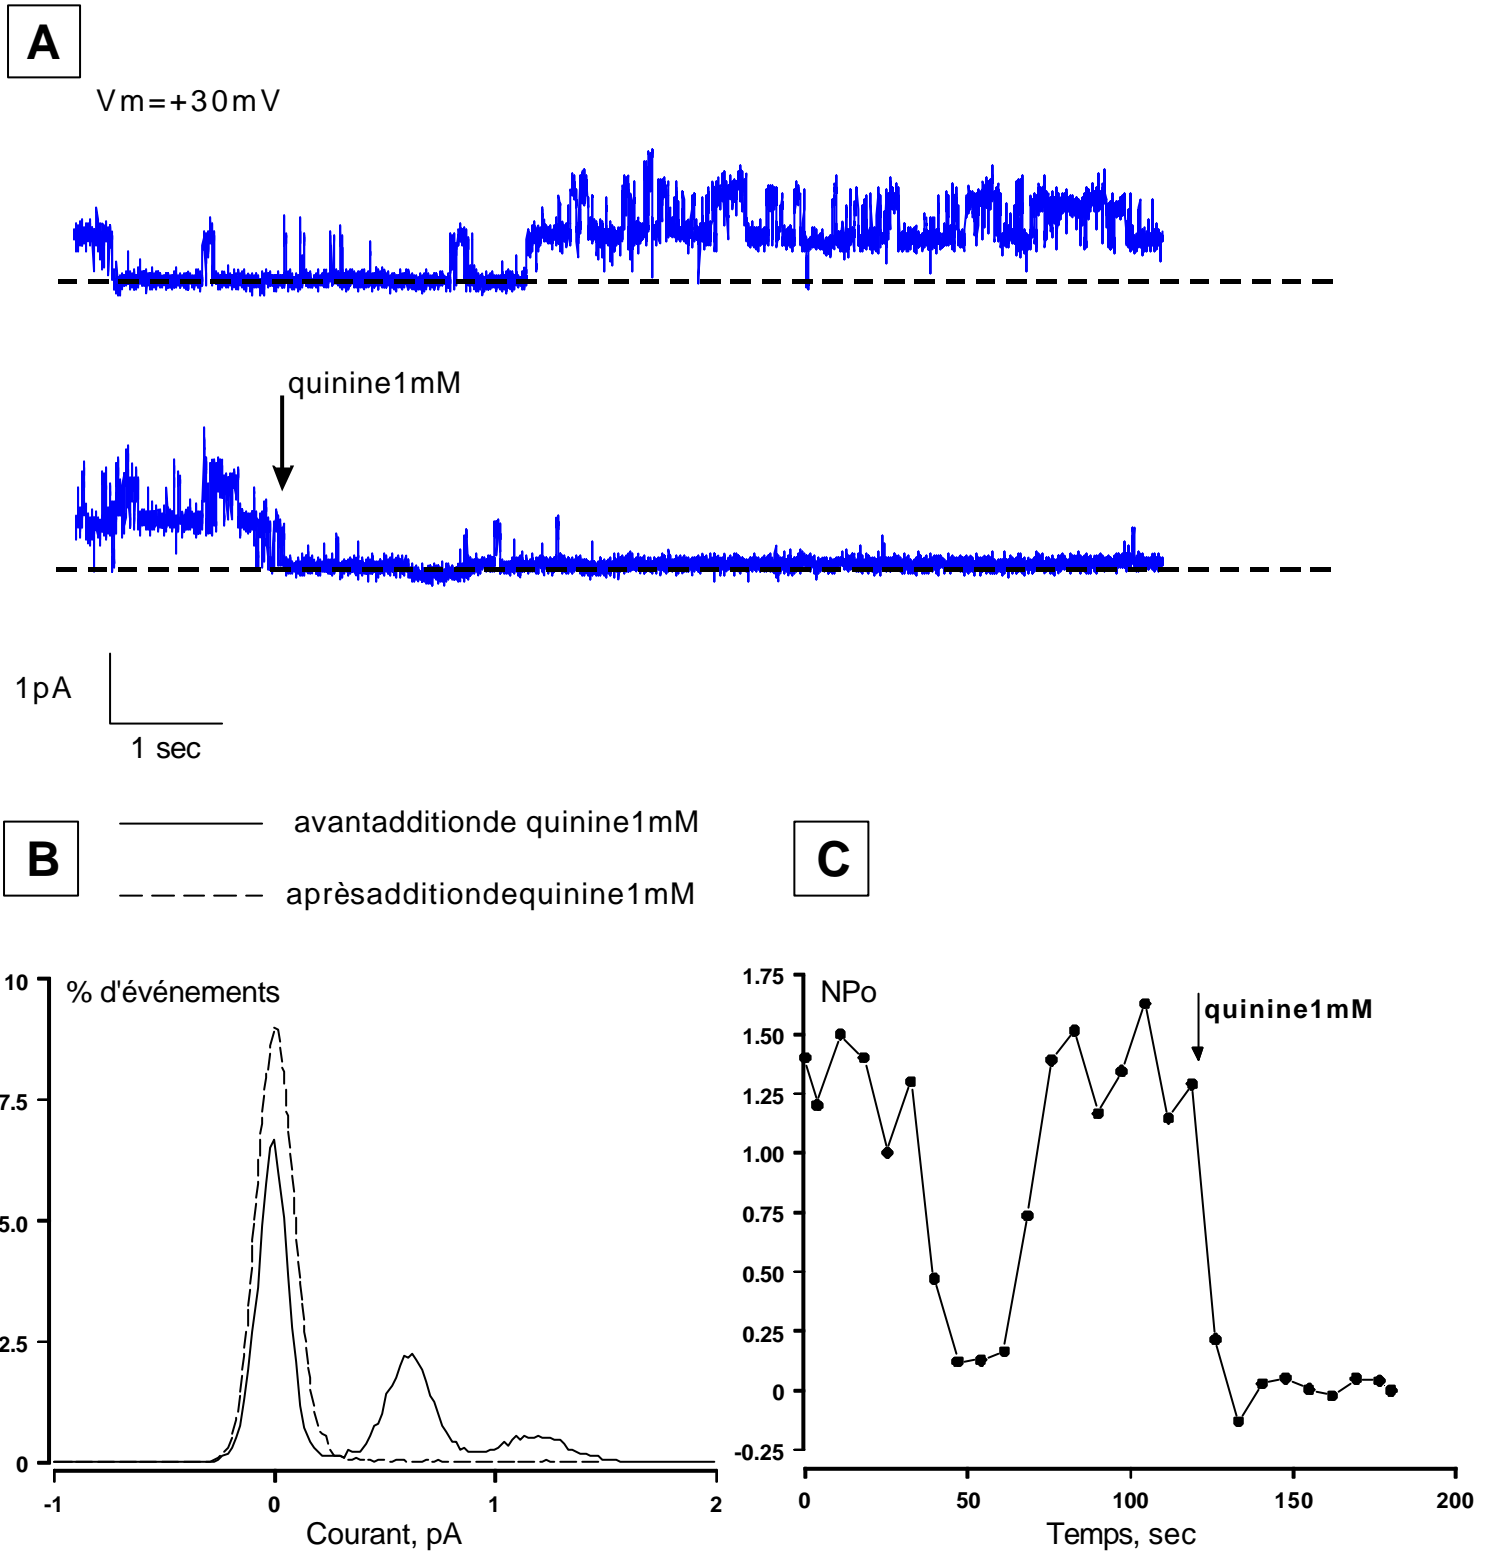 A
Vm=+30mV
quinine1mM
1pA
1 sec
avantadditionde quinine1mM
B
C
aprèsadditiondequinine1mM
10
% d'événements
7.5
5.0
2.5
0
-1
0
1
2
Courant, pA
1.75
NPo
quinine1mM
1.50
1.25
1.00
0.75
0.50
0.25
0
-0.25
0
50
100
150
200
Temps, sec